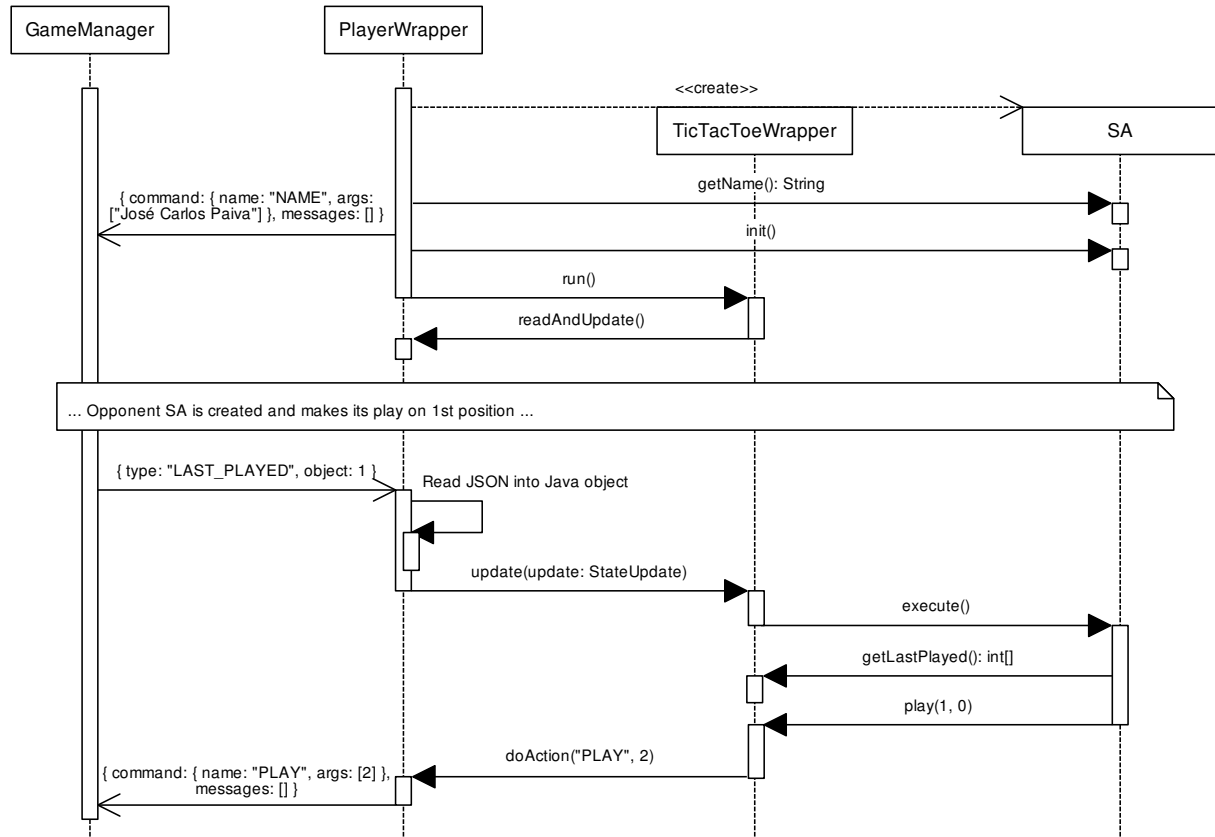 GameManager
PlayerWrapper
<<create>>
TicTacToeWrapper
SA
getName(): String
{ command: { name: "NAME", args:
["José Carlos Paiva"] }, messages: [] }
init()
run()
readAndUpdate()
... Opponent SA is created and makes its play on 1st position ...
{ type: "LAST_PLAYED", object: 1 }
Read JSON into Java object
update(update: StateUpdate)
execute()
getLastPlayed(): int[]
play(1, 0)
doAction("PLAY", 2)
{ command: { name: "PLAY", args: [2] },
messages: [] }